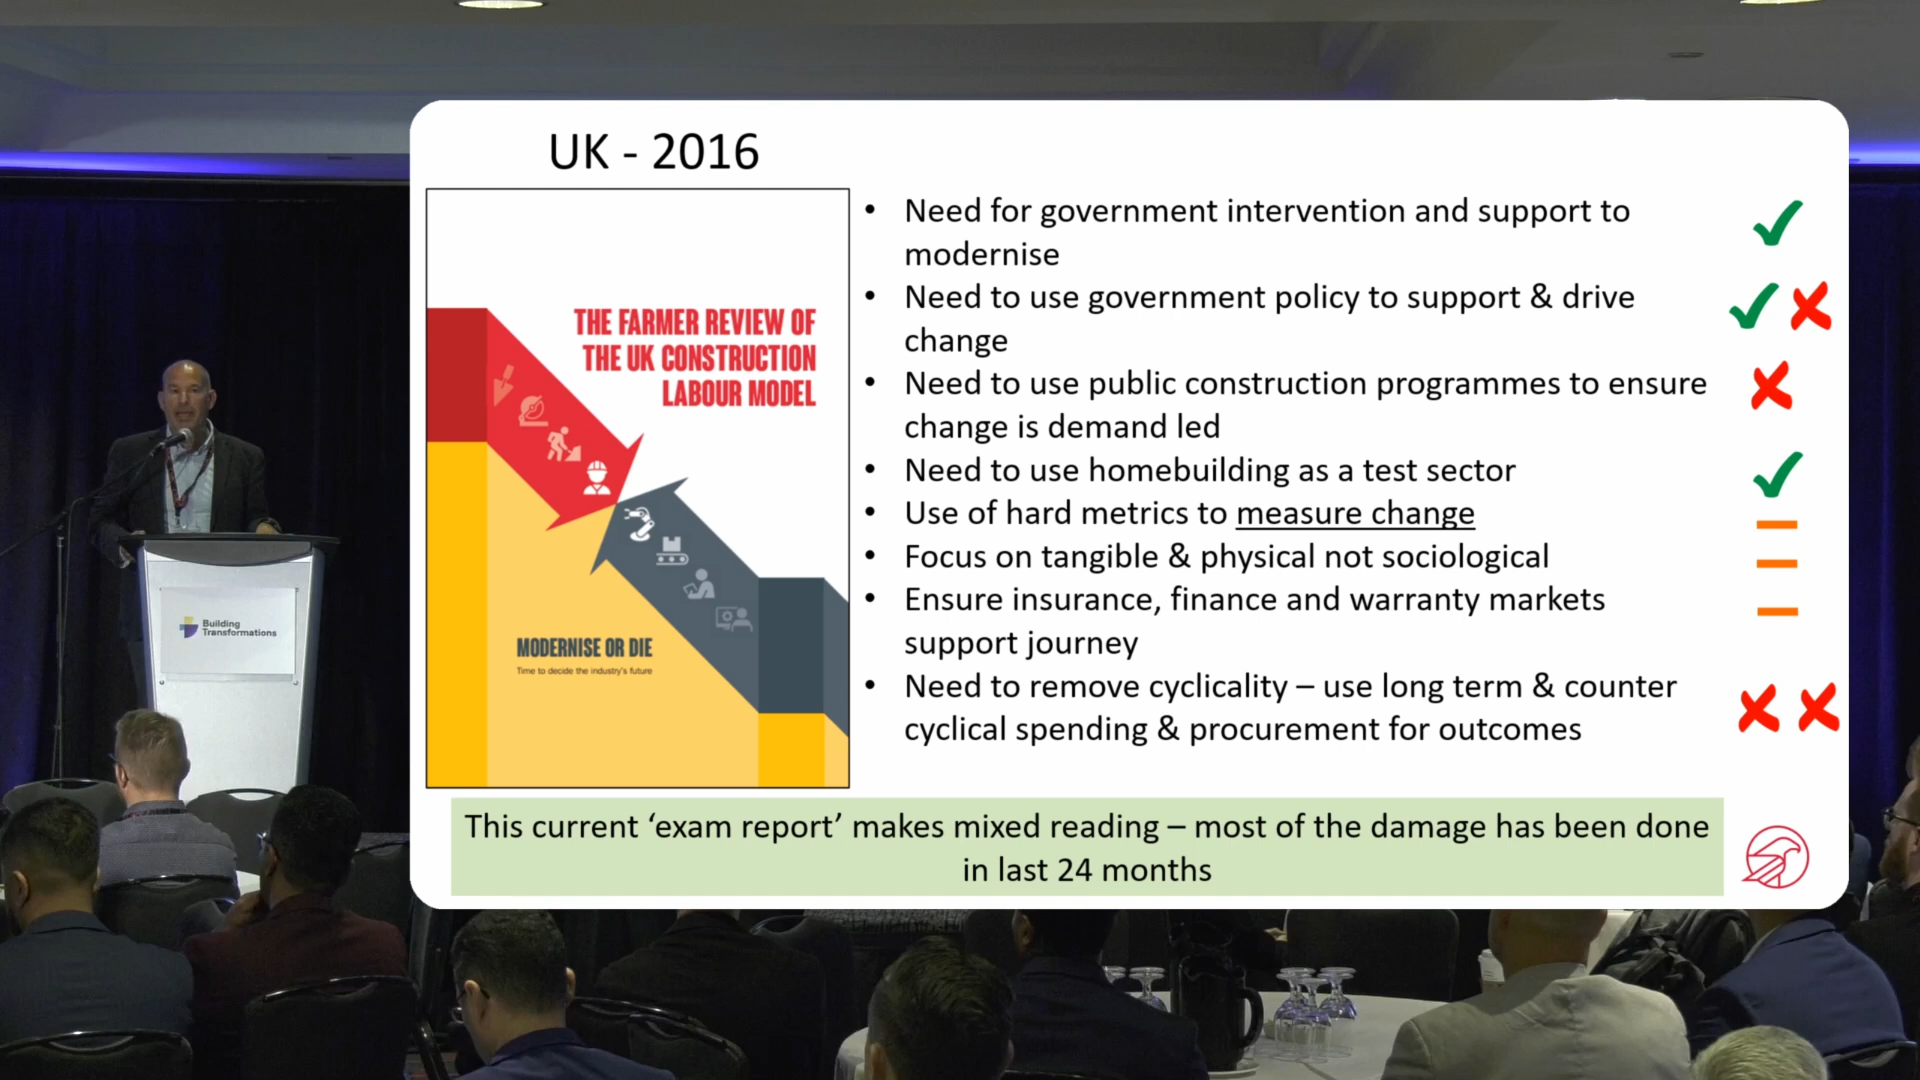 UK - 2016
THE FARMER REVIEW OF
THE UK CONSTRUCTION
LABOUR MODEL
MODERNISE OR DIE
Time to decide the industry's future
• Need for government intervention and support to
modernise
• Need to use government policy to support & drive
change
• Need to use public construction programmes to ensure
change is demand led
• Need to use homebuilding as a test sector
• Use of hard metrics to measure change
• Focus on tangible & physical not sociological
• Ensure insurance, finance and warranty markets
support journey
• Need to remove cyclicality – use long term & counter
cyclical spending & procurement for outcomes
This current ‘exam report’ makes mixed reading – most of the damage has been done
in last 24 months
Building
Transformations